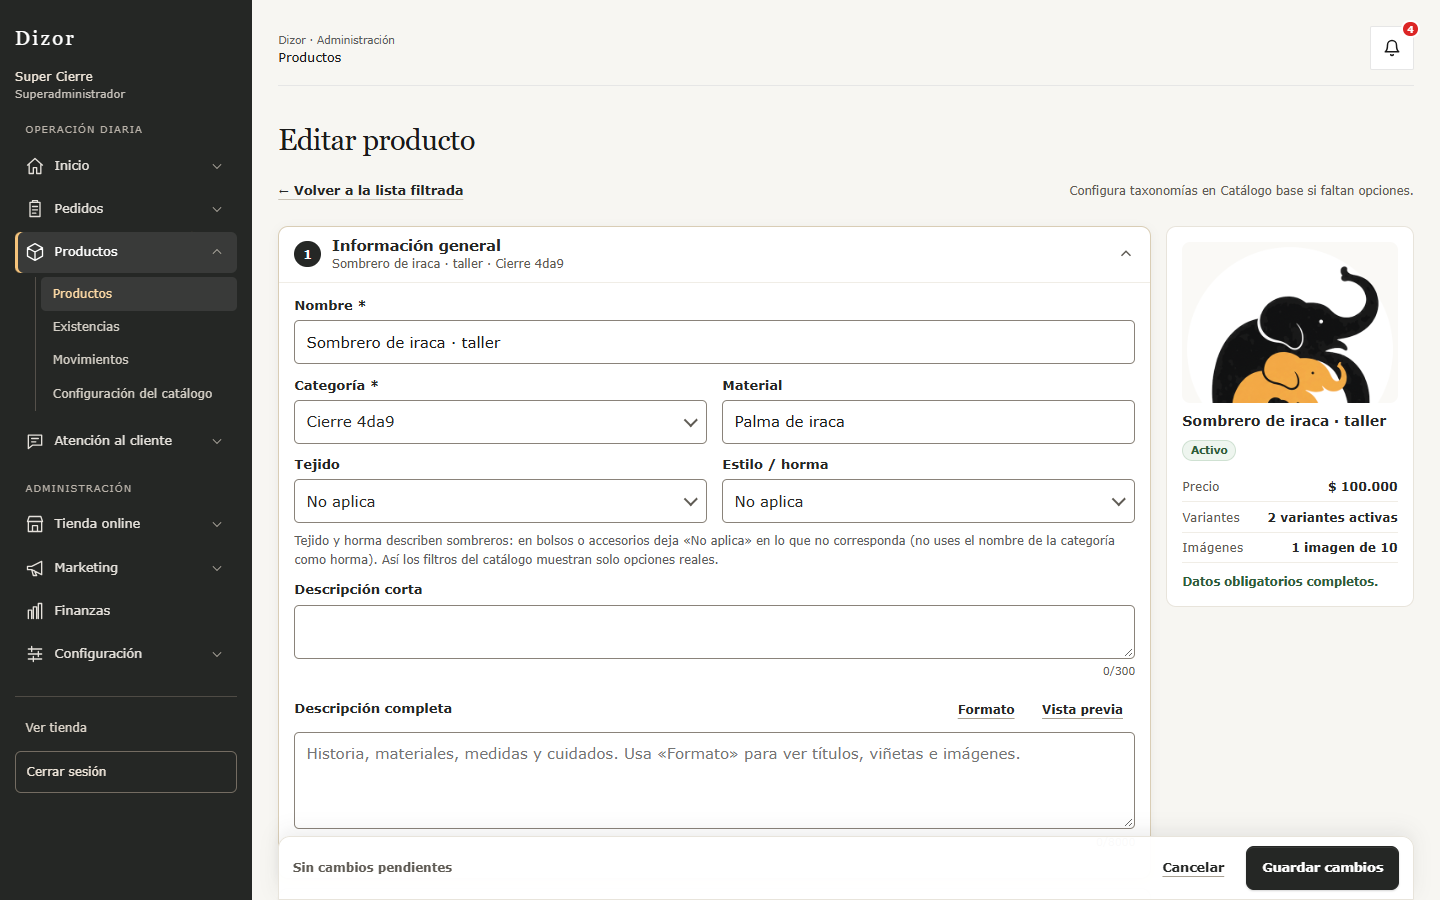 Dizor
Super Cierre
Superadministrador
OPERACIÓN DIARIA
Inicio
Pedidos
Productos
Productos
Existencias
Movimientos
Configuración del catálogo
Atención al cliente
ADMINISTRACIÓN
Tienda online
Marketing
Finanzas
Configuración
Ver tienda
Cerrar sesión
Dizor · Administración
Productos
4
Editar producto
← Volver a la lista filtrada
Configura taxonomías en Catálogo base si faltan opciones.
1
Información general
Sombrero de iraca · taller · Cierre 4da9
Nombre *
Sombrero de iraca · taller
Categoría *
Material
Cierre 4da9
Palma de iraca
Tejido
Estilo / horma
No aplica
No aplica
Tejido y horma describen sombreros: en bolsos o accesorios deja «No aplica» en lo que no corresponda (no uses el nombre de la categoría
como horma). Así los filtros del catálogo muestran solo opciones reales.
Descripción corta
0/300
Descripción completa
Formato
Vista previa
Historia, materiales, medidas y cuidados. Usa «Formato» para ver títulos, viñetas e imágenes.
Sombrero de iraca · taller
Activo
Precio
$ 100.000
Variantes
2 variantes activas
Imágenes
1 imagen de 10
Datos obligatorios completos.
Sin cambios pendientes
Cancelar
Guardar cambios